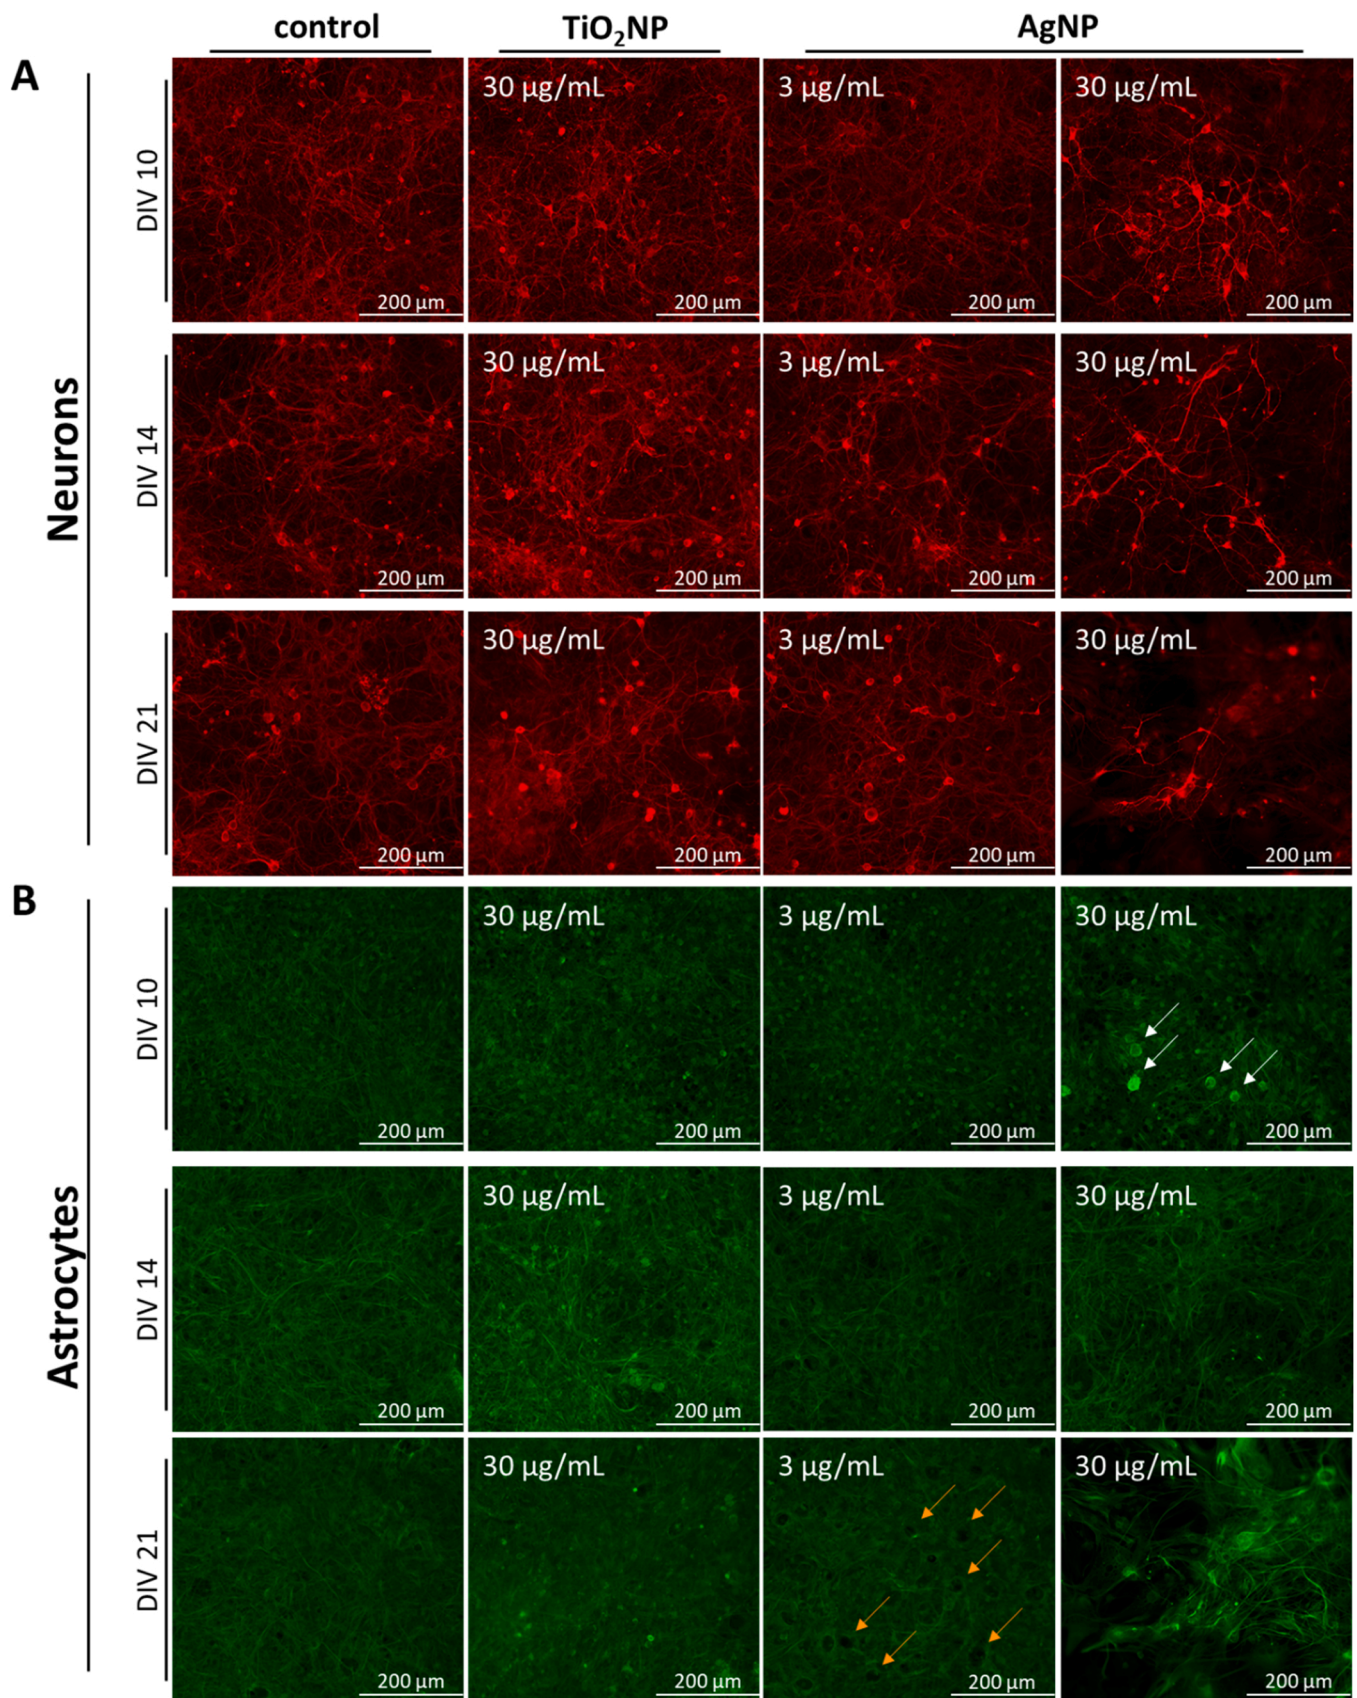 control TiO₂NP AgNP
A
Neurons
DIV 10
30 µg/mL 3 µg/mL 30 µg/mL
200 µm 200 µm 200 µm 200 µm
DIV 14
30 µg/mL 3 µg/mL 30 µg/mL
200 µm 200 µm 200 µm 200 µm
DIV 21
30 µg/mL 3 µg/mL 30 µg/mL
200 µm 200 µm 200 µm 200 µm
B
Astrocytes
DIV 10
30 µg/mL 3 µg/mL 30 µg/mL
200 µm 200 µm 200 µm 200 µm
DIV 14
30 µg/mL 3 µg/mL 30 µg/mL
200 µm 200 µm 200 µm 200 µm
DIV 21
30 µg/mL 3 µg/mL 30 µg/mL
200 µm 200 µm 200 µm 200 µm